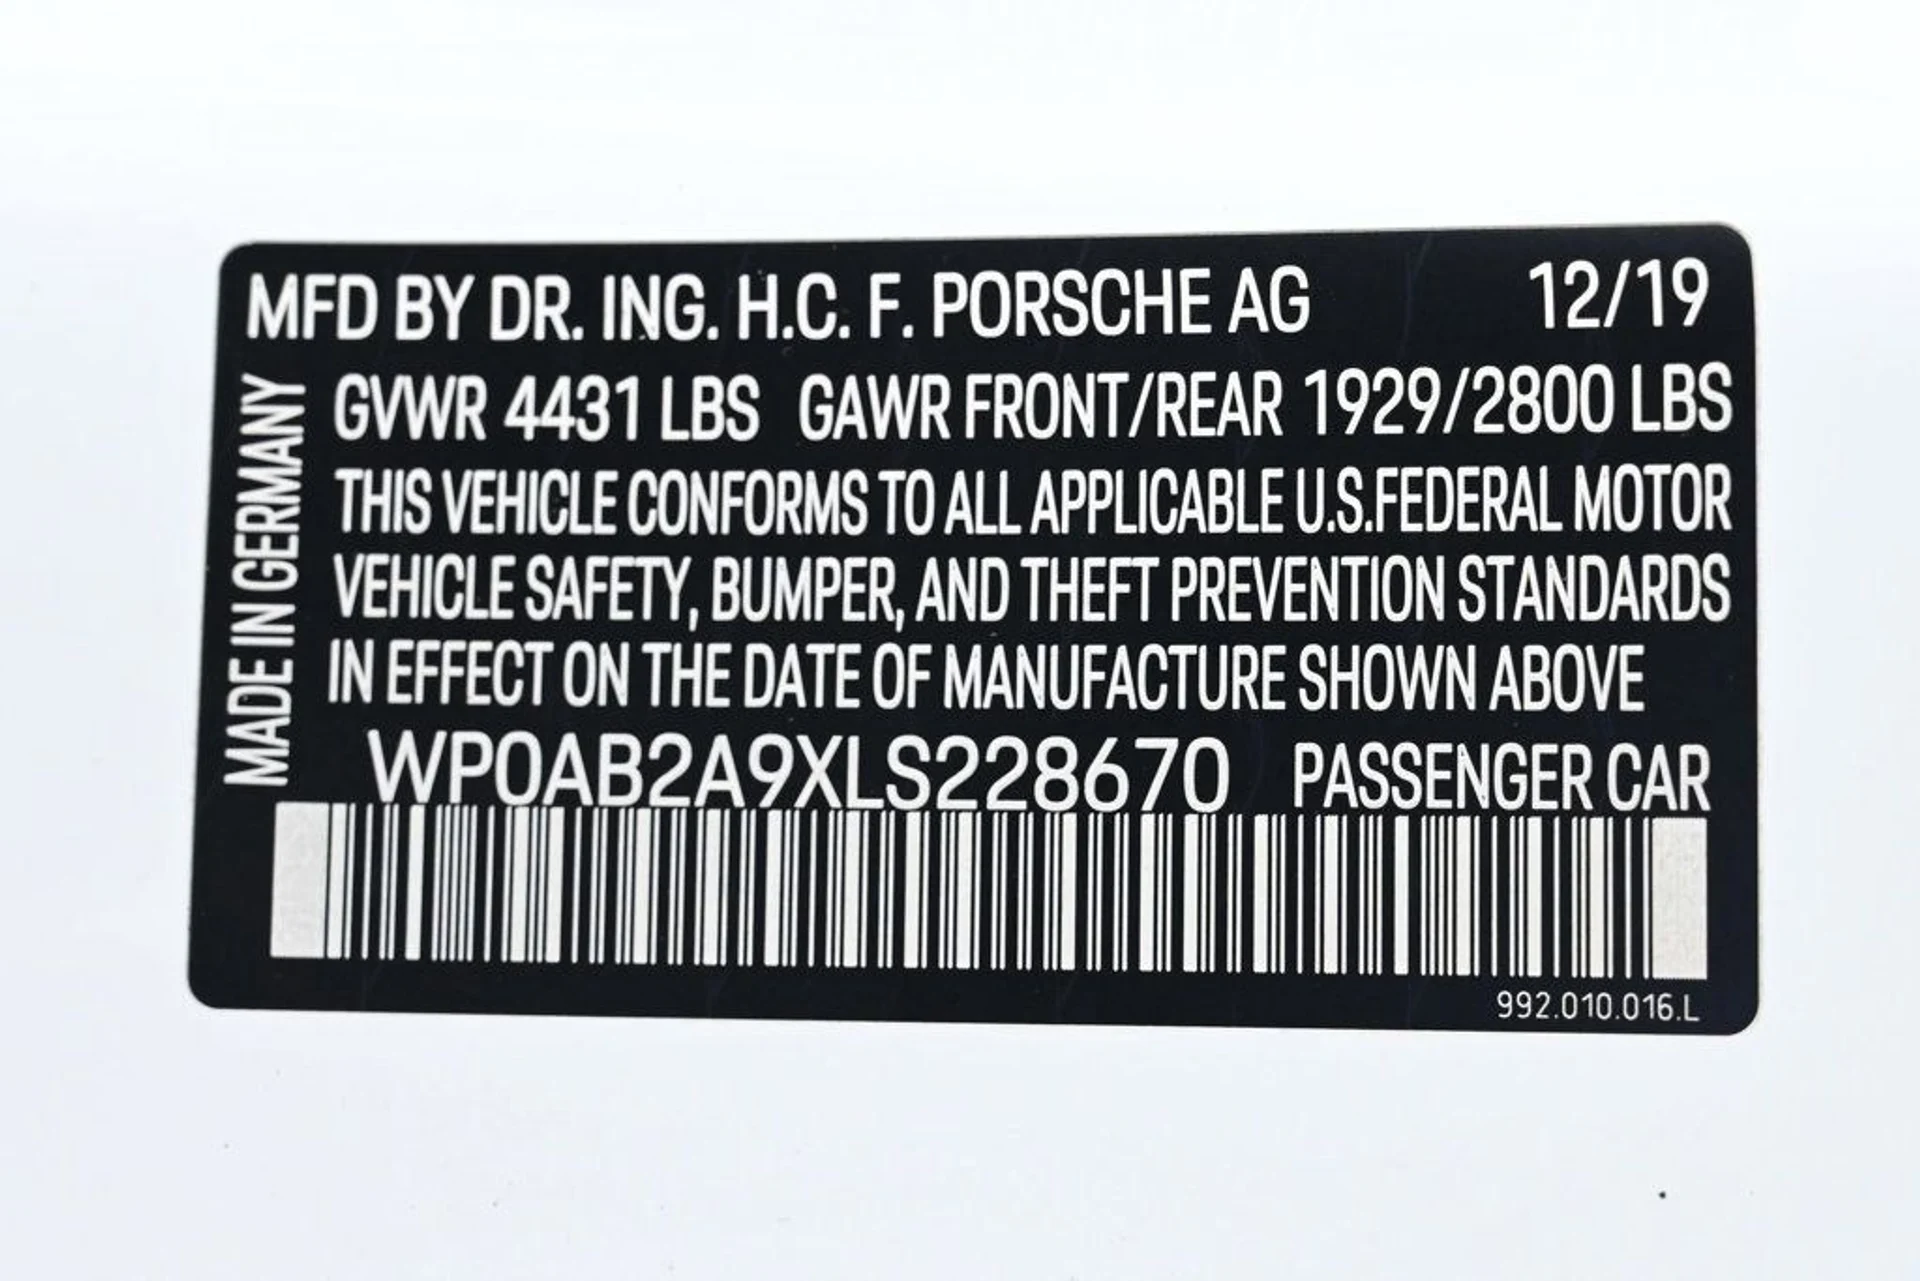 MFD BY DR. ING. H.C. F. PORSCHE AG 12/19
MADE IN GERMANY
GVWR 4431 LBS GAWR FRONT/REAR 1929/2800 LBS
THIS VEHICLE CONFORMS TO ALL APPLICABLE U.S.FEDERAL MOTOR
VEHICLE SAFETY, BUMPER, AND THEFT PREVENTION STANDARDS
IN EFFECT ON THE DATE OF MANUFACTURE SHOWN ABOVE
WP0AB2A9XLS228670 PASSENGER CAR
992.010.016.L